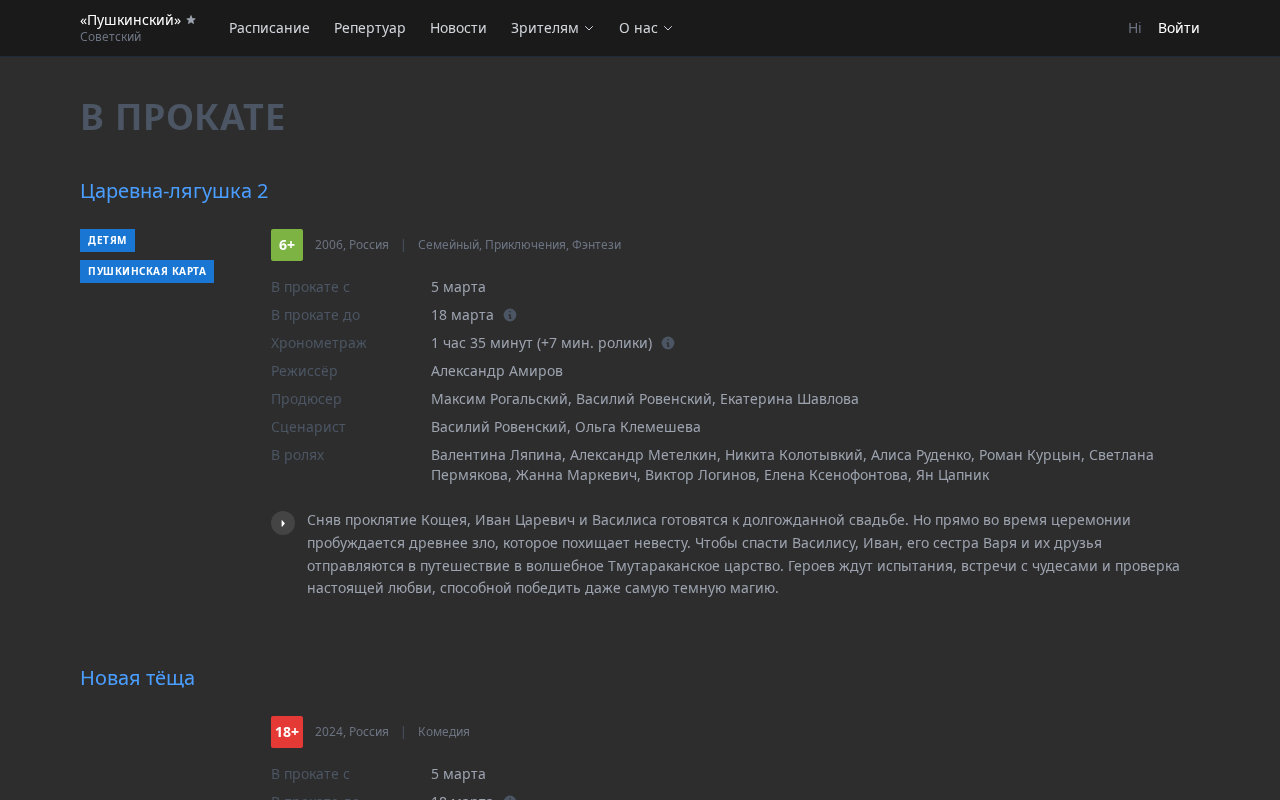 «Пушкинский»
Советский
Расписание
Репертуар
Новости
Зрителям
О нас
Hi
Войти
В ПРОКАТЕ
Царевна-лягушка 2
ДЕТЯМ
ПУШКИНСКАЯ КАРТА
6+
2006, Россия | Семейный, Приключения, Фэнтези
В прокате с 5 марта
В прокате до 18 марта
Хронометраж 1 час 35 минут (+7 мин. ролики)
Режиссёр Александр Амиров
Продюсер Максим Рогальский, Василий Ровенский, Екатерина Шавлова
Сценарист Василий Ровенский, Ольга Клемешева
В ролях Валентина Ляпина, Александр Метелкин, Никита Колотывкий, Алиса Руденко, Роман Курцын, Светлана
Пермякова, Жанна Маркевич, Виктор Логинов, Елена Ксенофонтова, Ян Цапник
Сняв проклятие Кощея, Иван Царевич и Василиса готовятся к долгожданной свадьбе. Но прямо во время церемонии
пробуждается древнее зло, которое похищает невесту. Чтобы спасти Василису, Иван, его сестра Варя и их друзья
отправляются в путешествие в волшебное Тмутараканское царство. Героев ждут испытания, встречи с чудесами и проверка
настоящей любви, способной победить даже самую темную магию.
Новая тёща
18+
2024, Россия | Комедия
В прокате с 5 марта
В прокате до 18 марта